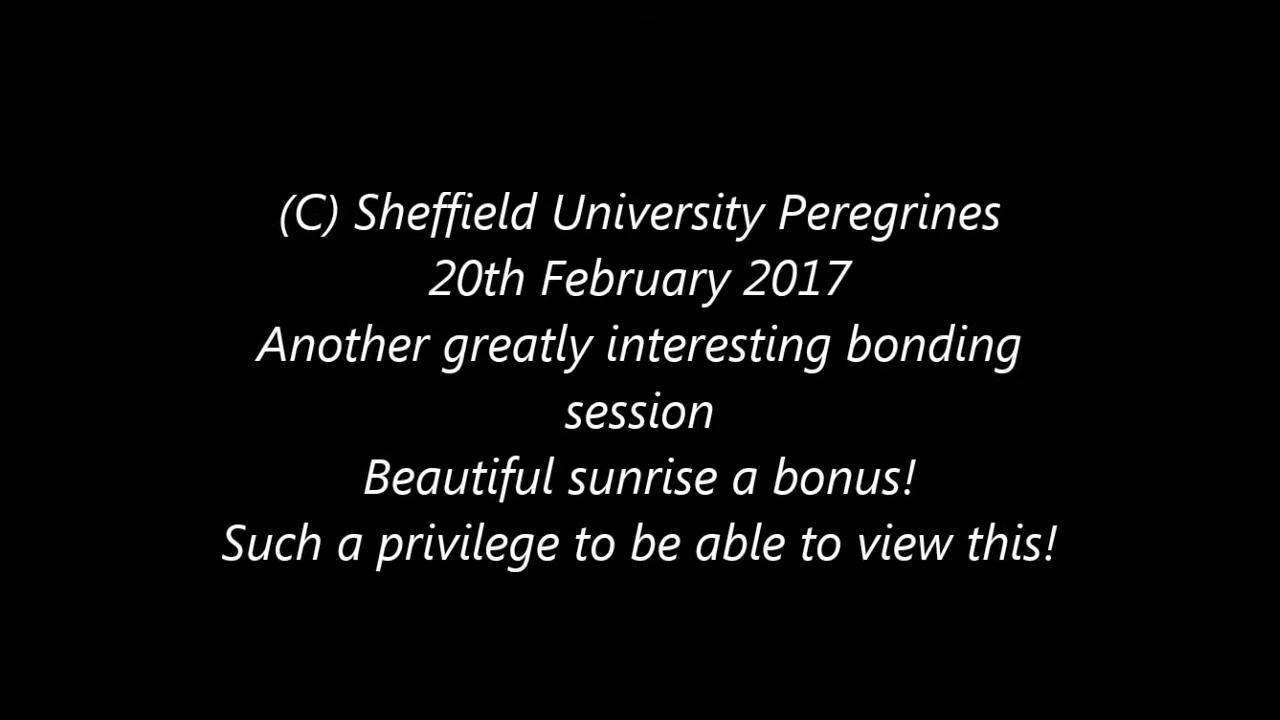 (C) Sheffield University Peregrines
20th February 2017
Another greatly interesting bonding
session
Beautiful sunrise a bonus!
Such a privilege to be able to view this!